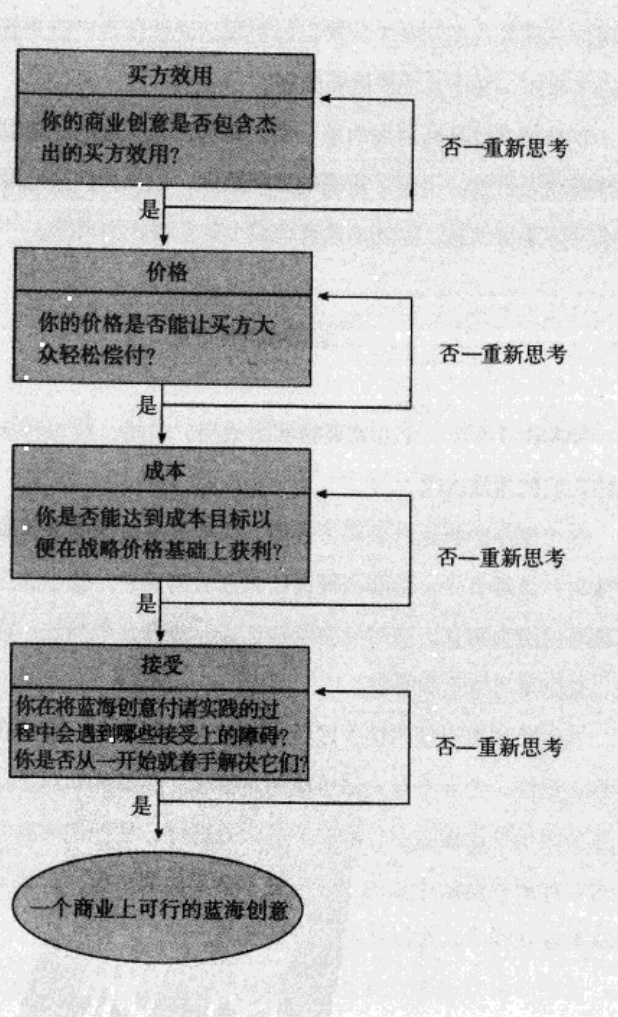 买方效用
你的商业创意是否包含杰
出的买方效用？
否—重新思考
是
价格
你的价格是否能让买方大
众轻松偿付？
否—重新思考
是
成本
你是否能达到成本目标以
便在战略价格基础上获利？
否—重新思考
是
接受
你在将蓝海创意付诸实践的过
程中会遇到哪些接受上的障碍？
你是否从一开始就着手解决它们？
否—重新思考
是
一个商业上可行的蓝海创意